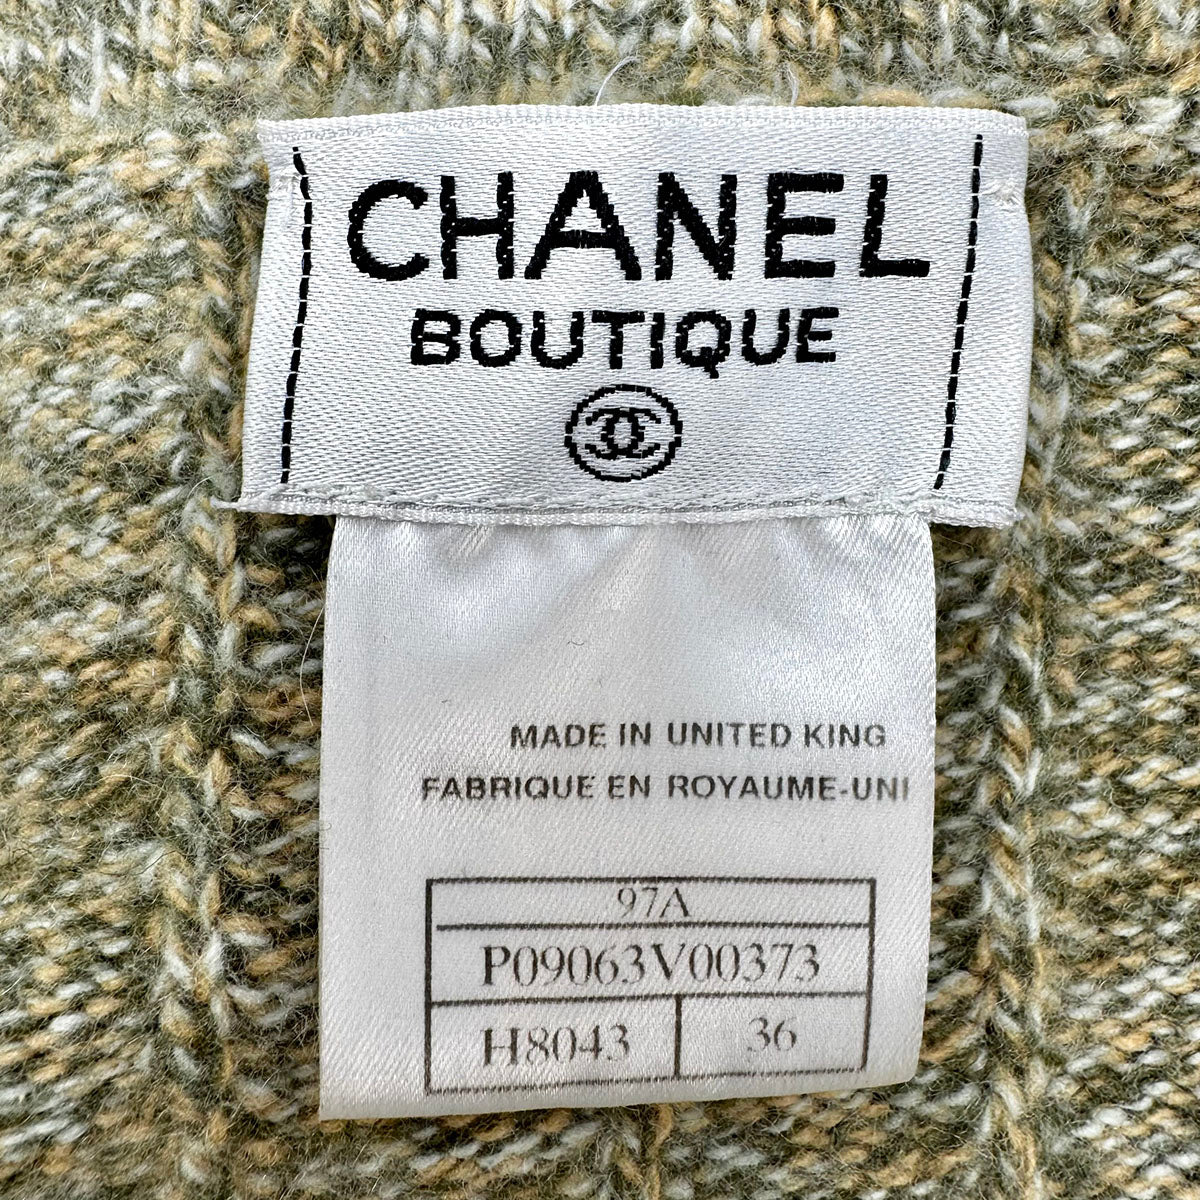 CHANEL
BOUTIQUE
MADE IN UNITED KING
FABRIQUE EN ROYAUME-UNI
97A
P09063V00373
H8043 36